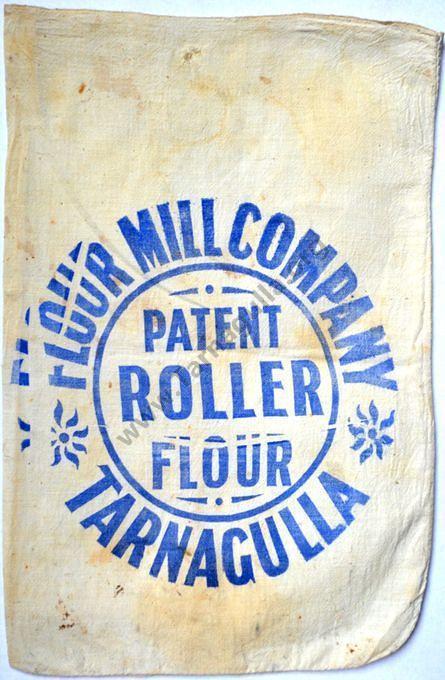 FLOUR MILL COMPANY
PATENT
ROLLER
FLOUR
TARNAGULLA